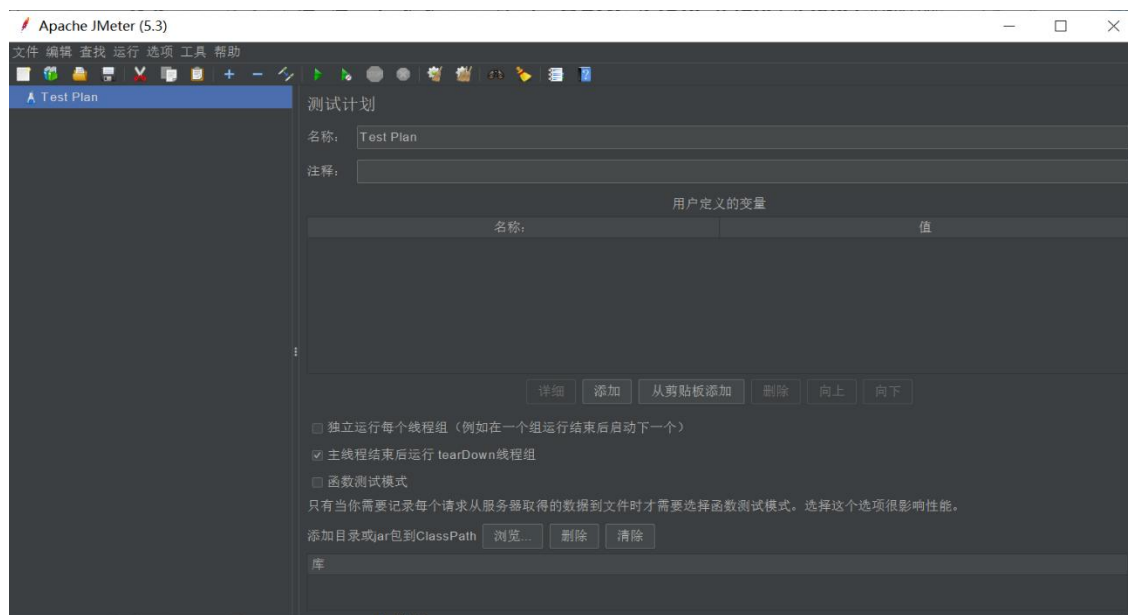 Apache JMeter (5.3)
文件 编辑 查找 运行 选项 工具 帮助
Test Plan
测试计划
名称： Test Plan
注释：
用户定义的变量
名称： 值
详细 添加 从剪贴板添加 删除 向上 向下
独立运行每个线程组（例如在一个组运行结束后启动下一个）
主线程结束后运行 tearDown线程组
函数测试模式
只有当你需要记录每个请求从服务器取得的数据到文件时才需要选择函数测试模式。选择这个选项很影响性能。
添加目录或jar包到ClassPath 浏览... 删除 清除
库